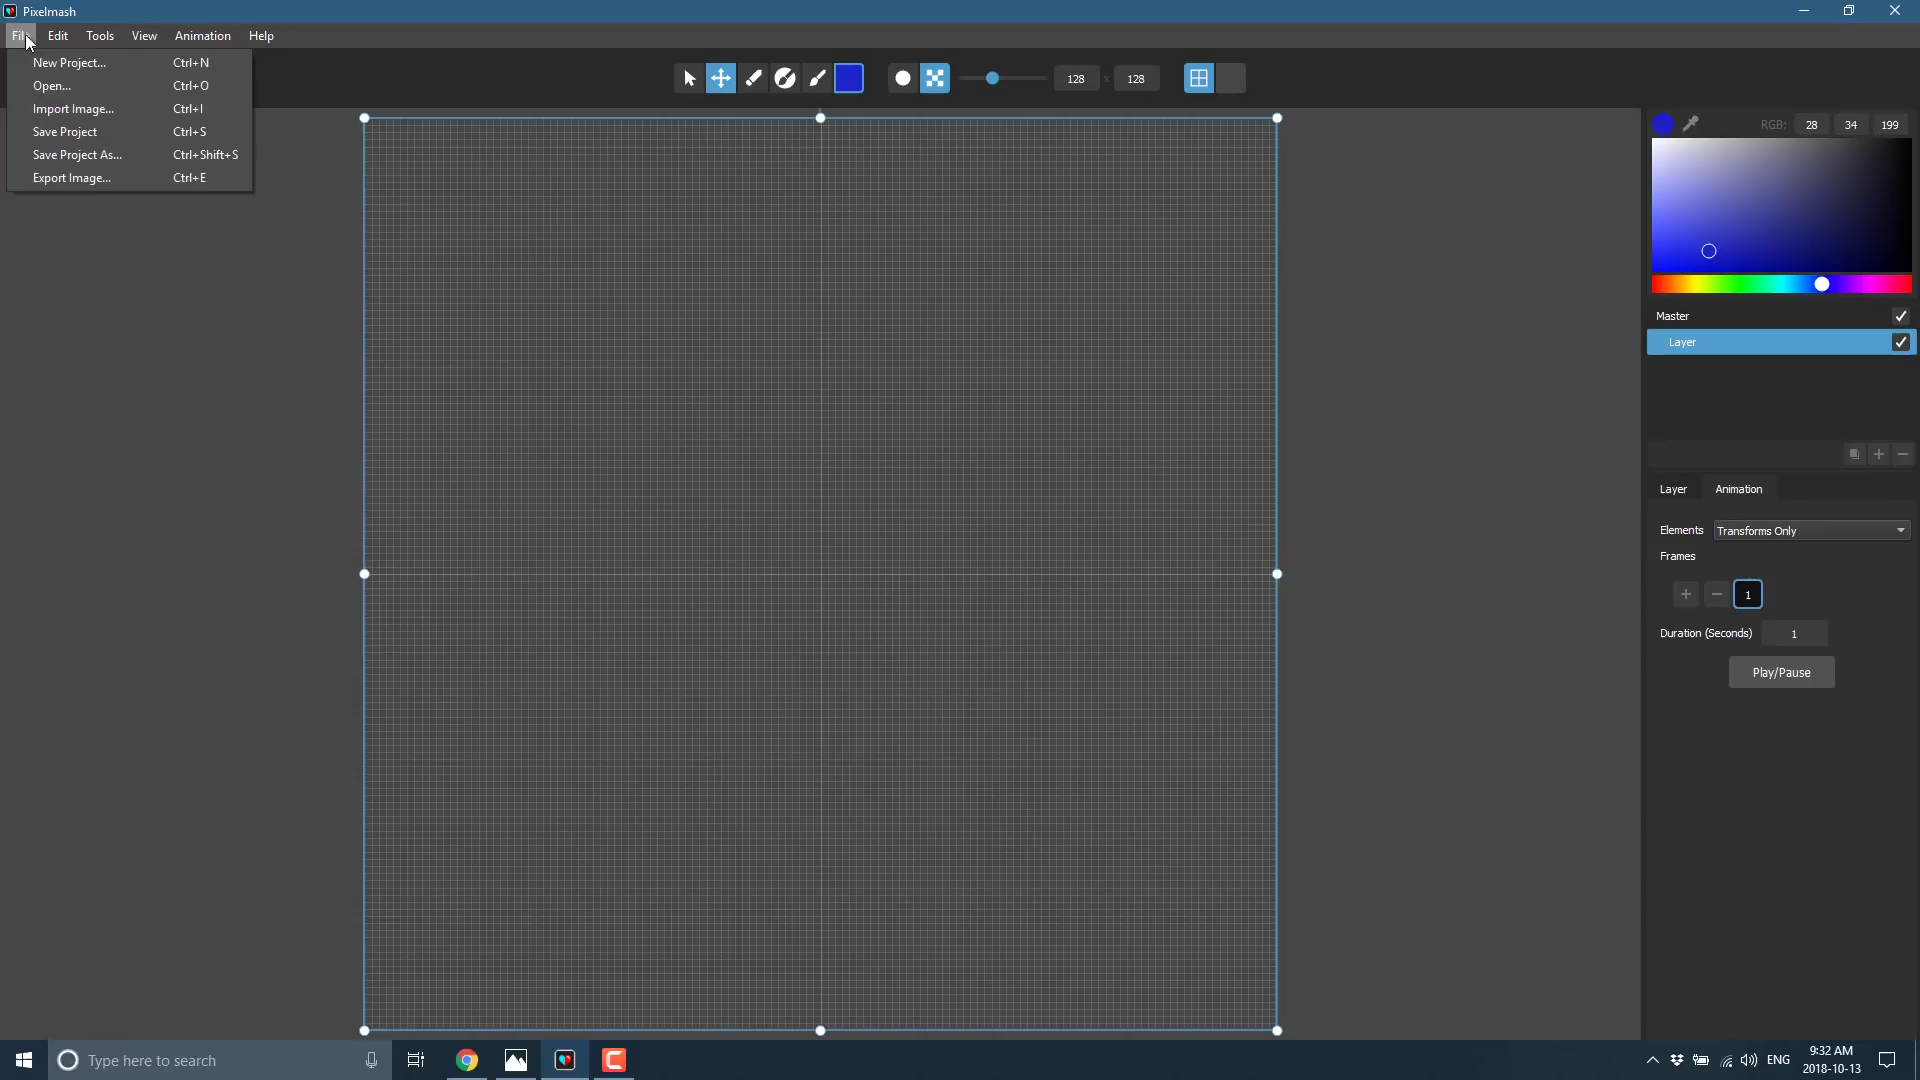 Pixelmash
Fil Edit Tools View Animation Help
New Project... Ctrl+N
Open... Ctrl+O
Import Image... Ctrl+I
Save Project Ctrl+S
Save Project As... Ctrl+Shift+S
Export Image... Ctrl+E
128 x 128
RGB: 28 34 199
Master
Layer
Layer Animation
Elements Transforms Only
Frames
1
Duration (Seconds) 1
Play/Pause
Type here to search
ENG
9:32 AM
2018-10-13